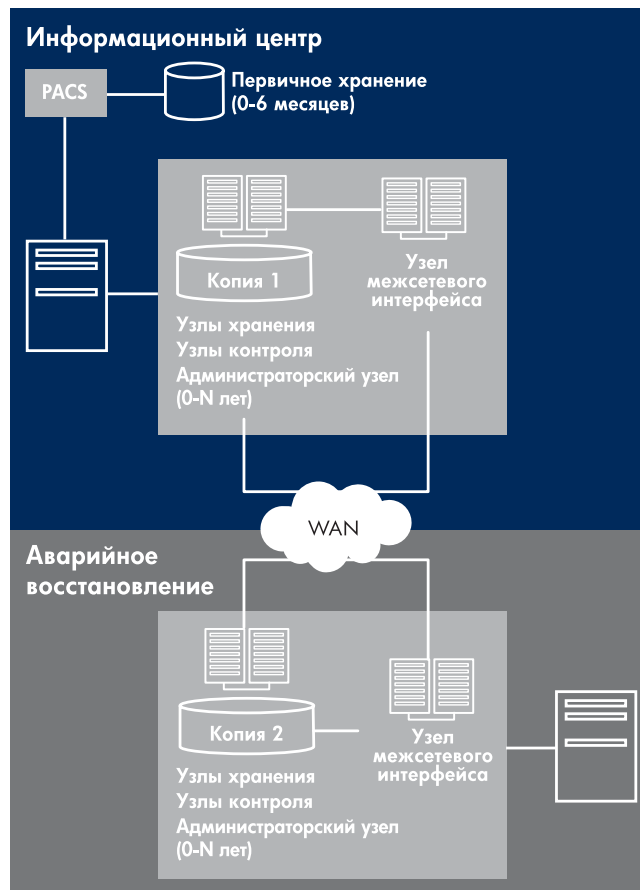 Информационный центр
PACS
Первичное хранение
(0-6 месяцев)
Копия 1
Узел
межсетевого
интерфейса
Узлы хранения
Узлы контроля
Администраторский узел
(0-N лет)
WAN
Аварийное
восстановление
Копия 2
Узел
межсетевого
интерфейса
Узлы хранения
Узлы контроля
Администраторский узел
(0-N лет)